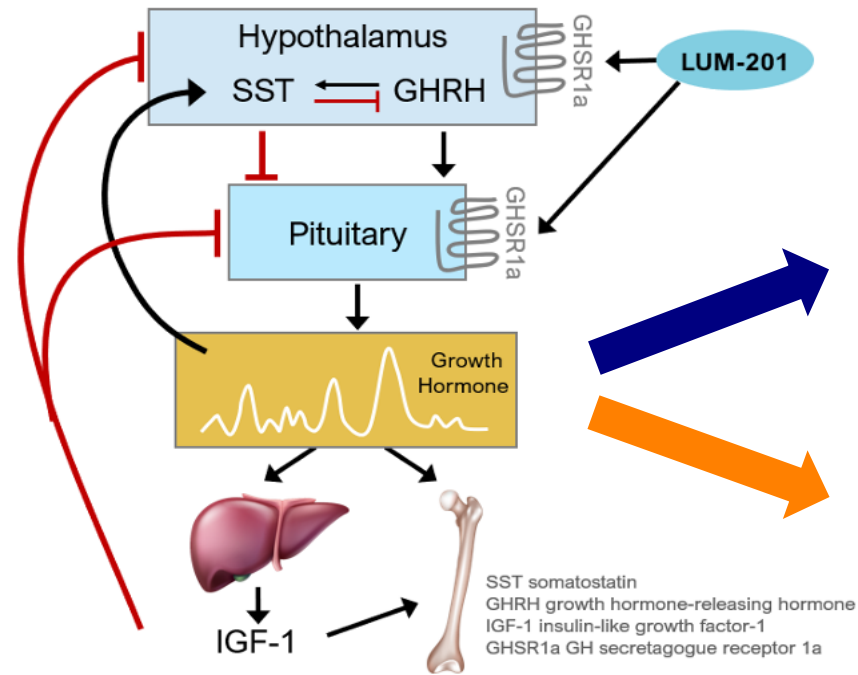 Hypothalamus
SST
GHRH
GHSR1a
LUM-201
Pituitary
GHSR1a
Growth
Hormone
IGF-1
SST somatostatin
GHRH growth hormone-releasing hormone
IGF-1 insulin-like growth factor-1
GHSR1a GH secretagogue receptor 1a